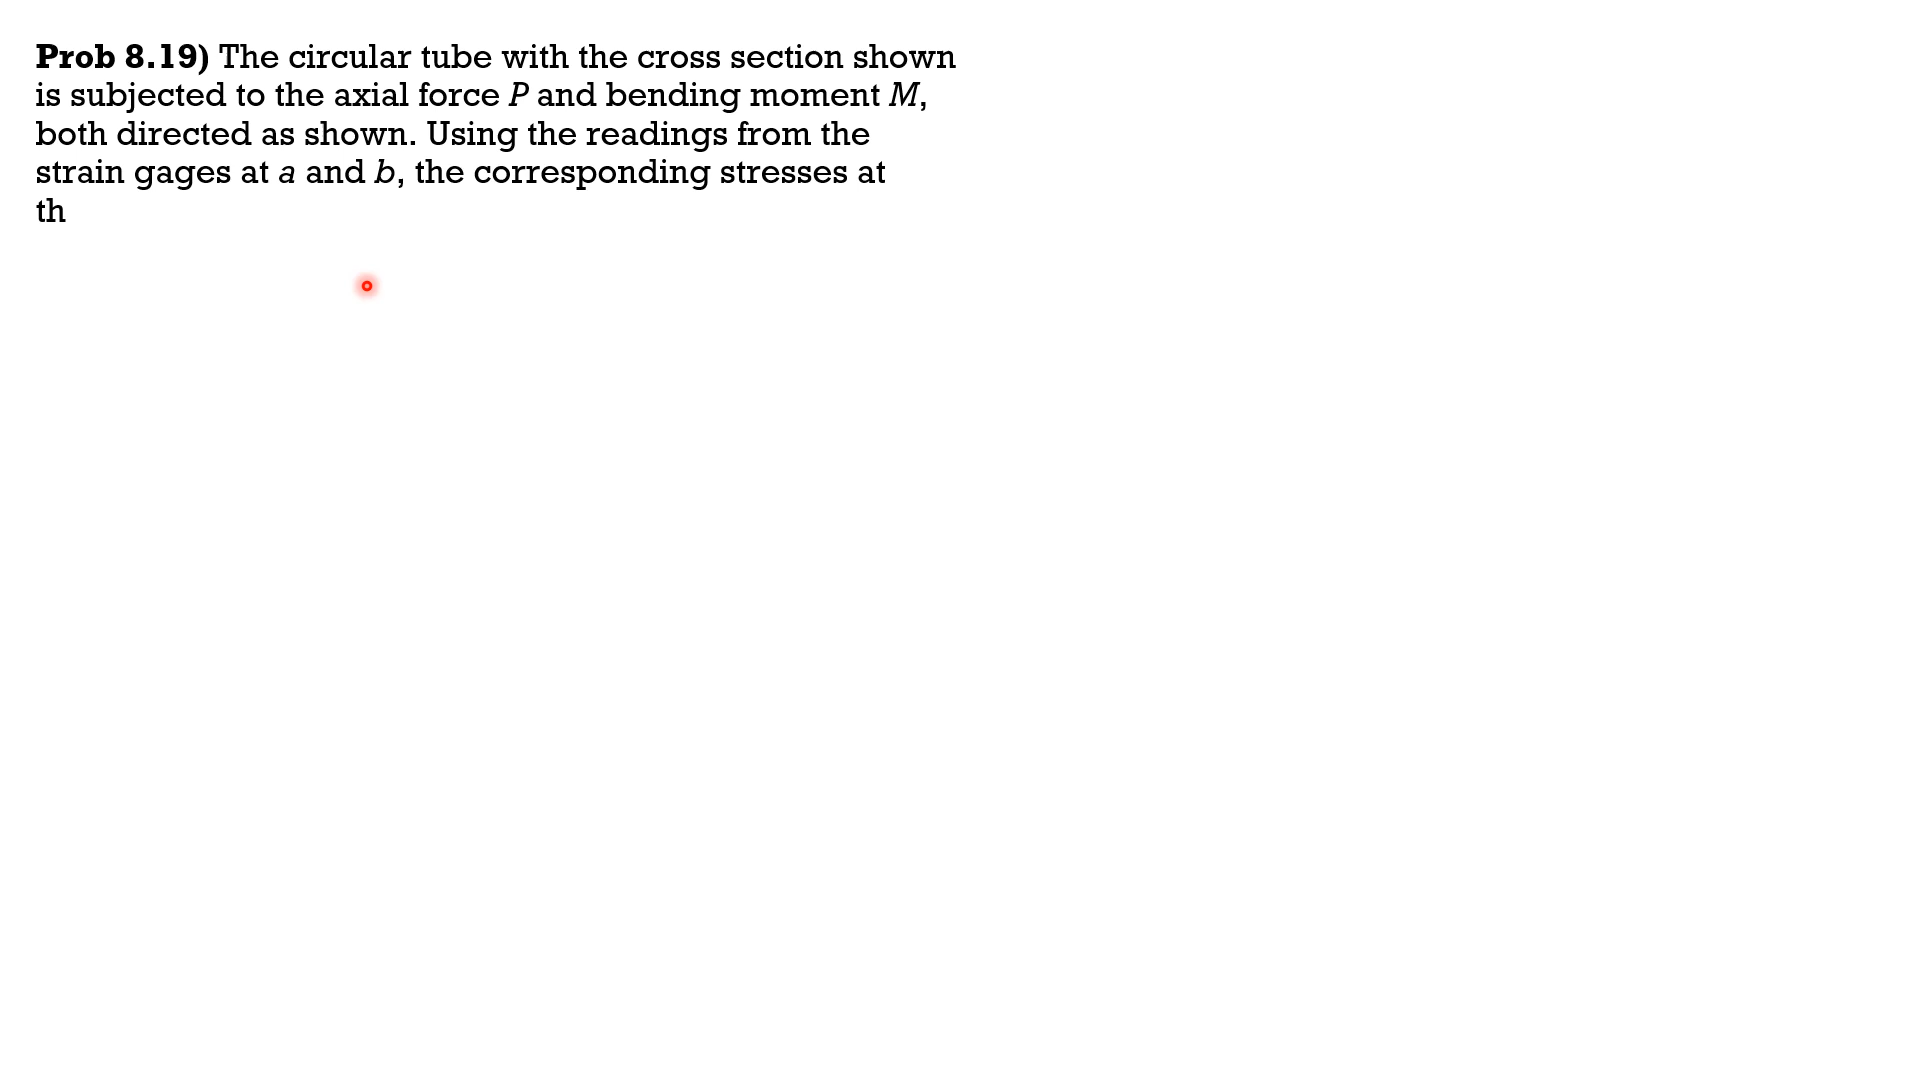 Prob 8.19) The circular tube with the cross section shown
is subjected to the axial force P and bending moment M,
both directed as shown. Using the readings from the
strain gages at a and b, the corresponding stresses at
th